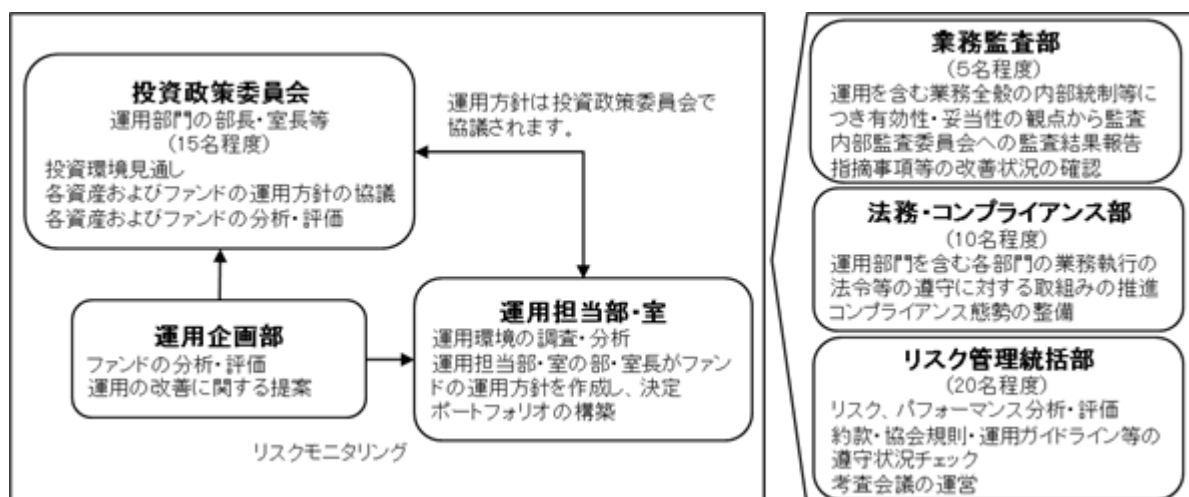 投資政策委員会
運用部門の部長・室長等
(15名程度)
投資環境見通し
各資産およびファンドの運用方針の協議
各資産およびファンドの分析・評価
運用方針は投資政策委員会で
協議されます。
運用企画部
ファンドの分析・評価
運用の改善に関する提案
運用担当部・室
運用環境の調査・分析
運用担当部・室の部・室長がファン
ドの運用方針を作成し、決定
ポートフォリオの構築
リスクモニタリング
業務監査部
(5名程度)
運用を含む業務全般の内部統制等に
つき有効性・妥当性の観点から監査
内部監査委員会への監査結果報告
指摘事項等の改善状況の確認
法務・コンプライアンス部
(10名程度)
運用部門を含む各部門の業務執行の
法令等の遵守に対する取組みの推進
コンプライアンス態勢の整備
リスク管理統括部
(20名程度)
リスク、パフォーマンス分析・評価
約款・協会規則・運用ガイドライン等の
遵守状況チェック
考査会議の運営